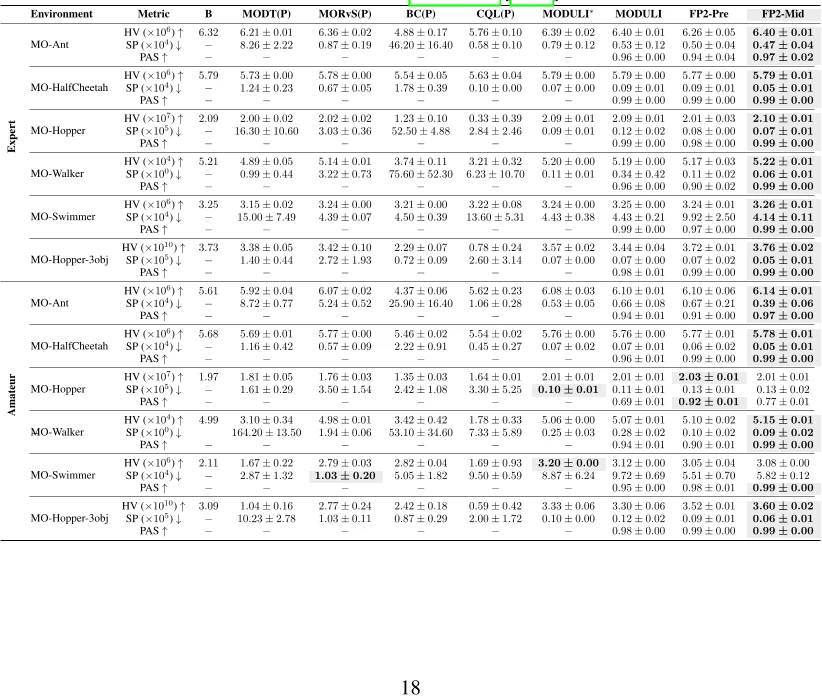 Environment Metric B MODT(P) MORvS(P) BC(P) CQL(P) MODULI* MODULI FP2-Pre FP2-Mid
Expert
HV (×10⁶) ↑ 6.32 6.21 ± 0.01 6.36 ± 0.02 4.88 ± 0.17 5.76 ± 0.10 6.39 ± 0.02 6.40 ± 0.01 6.26 ± 0.05 6.40 ± 0.01
MO-Ant SP (×10⁴) ↓ − 8.26 ± 2.22 0.87 ± 0.19 46.20 ± 16.40 0.58 ± 0.10 0.79 ± 0.12 0.53 ± 0.12 0.50 ± 0.04 0.47 ± 0.04
PAS ↑ − − − − − − 0.96 ± 0.00 0.94 ± 0.04 0.97 ± 0.02
HV (×10⁶) ↑ 5.79 5.73 ± 0.00 5.78 ± 0.00 5.54 ± 0.05 5.63 ± 0.04 5.79 ± 0.00 5.79 ± 0.00 5.77 ± 0.00 5.79 ± 0.01
MO-HalfCheetah SP (×10⁴) ↓ − 1.24 ± 0.23 0.67 ± 0.05 1.78 ± 0.39 0.10 ± 0.00 0.07 ± 0.00 0.09 ± 0.01 0.09 ± 0.01 0.05 ± 0.01
PAS ↑ − − − − − − 0.99 ± 0.00 0.99 ± 0.00 0.99 ± 0.00
HV (×10⁷) ↑ 2.09 2.00 ± 0.02 2.02 ± 0.02 1.23 ± 0.10 0.33 ± 0.39 2.09 ± 0.01 2.09 ± 0.01 2.01 ± 0.03 2.10 ± 0.01
MO-Hopper SP (×10⁵) ↓ − 16.30 ± 10.60 3.03 ± 0.36 52.50 ± 4.88 2.84 ± 2.46 0.09 ± 0.01 0.12 ± 0.02 0.08 ± 0.00 0.07 ± 0.01
PAS ↑ − − − − − − 0.99 ± 0.00 0.98 ± 0.00 0.99 ± 0.00
HV (×10⁴) ↑ 5.21 4.89 ± 0.05 5.14 ± 0.01 3.74 ± 0.11 3.21 ± 0.32 5.20 ± 0.00 5.19 ± 0.00 5.17 ± 0.03 5.22 ± 0.01
MO-Walker SP (×10⁰) ↓ − 0.99 ± 0.44 3.22 ± 0.73 75.60 ± 52.30 6.23 ± 10.70 0.11 ± 0.01 0.34 ± 0.42 0.11 ± 0.02 0.06 ± 0.01
PAS ↑ − − − − − − 0.96 ± 0.00 0.90 ± 0.02 0.99 ± 0.00
HV (×10⁶) ↑ 3.25 3.15 ± 0.02 3.24 ± 0.00 3.21 ± 0.00 3.22 ± 0.08 3.24 ± 0.00 3.25 ± 0.00 3.24 ± 0.01 3.26 ± 0.01
MO-Swimmer SP (×10⁴) ↓ − 15.00 ± 7.49 4.39 ± 0.07 4.50 ± 0.39 13.60 ± 5.31 4.43 ± 0.38 4.43 ± 0.21 9.92 ± 2.50 4.14 ± 0.11
PAS ↑ − − − − − − 0.99 ± 0.00 0.97 ± 0.00 0.99 ± 0.00
HV (×10¹⁰) ↑ 3.73 3.38 ± 0.05 3.42 ± 0.10 2.29 ± 0.07 0.78 ± 0.24 3.57 ± 0.02 3.44 ± 0.04 3.72 ± 0.01 3.76 ± 0.02
MO-Hopper-3obj SP (×10⁵) ↓ − 1.40 ± 0.44 2.72 ± 1.93 0.72 ± 0.09 2.60 ± 3.14 0.07 ± 0.00 0.07 ± 0.00 0.07 ± 0.02 0.05 ± 0.01
PAS ↑ − − − − − − 0.98 ± 0.01 0.99 ± 0.00 0.99 ± 0.00
Amateur
HV (×10⁶) ↑ 5.61 5.92 ± 0.04 6.07 ± 0.02 4.37 ± 0.06 5.62 ± 0.23 6.08 ± 0.03 6.10 ± 0.01 6.10 ± 0.06 6.14 ± 0.01
MO-Ant SP (×10⁴) ↓ − 8.72 ± 0.77 5.24 ± 0.52 25.90 ± 16.40 1.06 ± 0.28 0.53 ± 0.05 0.66 ± 0.08 0.67 ± 0.21 0.39 ± 0.06
PAS ↑ − − − − − − 0.94 ± 0.01 0.91 ± 0.00 0.97 ± 0.00
HV (×10⁶) ↑ 5.68 5.69 ± 0.01 5.77 ± 0.00 5.46 ± 0.02 5.54 ± 0.02 5.76 ± 0.00 5.76 ± 0.00 5.77 ± 0.01 5.78 ± 0.01
MO-HalfCheetah SP (×10⁴) ↓ − 1.16 ± 0.42 0.57 ± 0.09 2.22 ± 0.91 0.45 ± 0.27 0.07 ± 0.02 0.07 ± 0.01 0.06 ± 0.02 0.05 ± 0.01
PAS ↑ − − − − − − 0.96 ± 0.01 0.99 ± 0.00 0.99 ± 0.00
HV (×10⁷) ↑ 1.97 1.81 ± 0.05 1.76 ± 0.03 1.35 ± 0.03 1.64 ± 0.01 2.01 ± 0.01 2.01 ± 0.01 2.03 ± 0.01 2.01 ± 0.01
MO-Hopper SP (×10⁵) ↓ − 1.61 ± 0.29 3.50 ± 1.54 2.42 ± 1.08 3.30 ± 5.25 0.10 ± 0.01 0.11 ± 0.01 0.13 ± 0.01 0.13 ± 0.02
PAS ↑ − − − − − − 0.69 ± 0.01 0.92 ± 0.01 0.77 ± 0.01
HV (×10⁴) ↑ 4.99 3.10 ± 0.34 4.98 ± 0.01 3.42 ± 0.42 1.78 ± 0.33 5.06 ± 0.00 5.07 ± 0.01 5.10 ± 0.02 5.15 ± 0.01
MO-Walker SP (×10⁰) ↓ 164.20 ± 13.50 1.94 ± 0.06 53.10 ± 34.60 7.33 ± 5.89 0.25 ± 0.03 0.28 ± 0.02 0.10 ± 0.02 0.09 ± 0.02
PAS ↑ − − − − − − 0.94 ± 0.01 0.90 ± 0.01 0.99 ± 0.00
HV (×10⁶) ↑ 2.11 1.67 ± 0.22 2.79 ± 0.03 2.82 ± 0.04 1.69 ± 0.93 3.20 ± 0.00 3.12 ± 0.00 3.05 ± 0.04 3.08 ± 0.00
MO-Swimmer SP (×10⁴) ↓ − 2.87 ± 1.32 1.03 ± 0.20 5.05 ± 1.82 9.50 ± 0.59 8.87 ± 6.24 9.72 ± 0.69 5.51 ± 0.70 5.82 ± 0.12
PAS ↑ − − − − − − 0.95 ± 0.00 0.98 ± 0.01 0.99 ± 0.00
HV (×10¹⁰) ↑ 3.09 1.04 ± 0.16 2.77 ± 0.24 2.42 ± 0.18 0.59 ± 0.42 3.33 ± 0.06 3.30 ± 0.06 3.52 ± 0.01 3.60 ± 0.02
MO-Hopper-3obj SP (×10⁵) ↓ − 10.23 ± 2.78 1.03 ± 0.11 0.87 ± 0.29 2.00 ± 1.72 0.10 ± 0.00 0.12 ± 0.02 0.09 ± 0.01 0.06 ± 0.01
PAS ↑ − − − − − − 0.98 ± 0.00 0.99 ± 0.00 0.99 ± 0.00
18